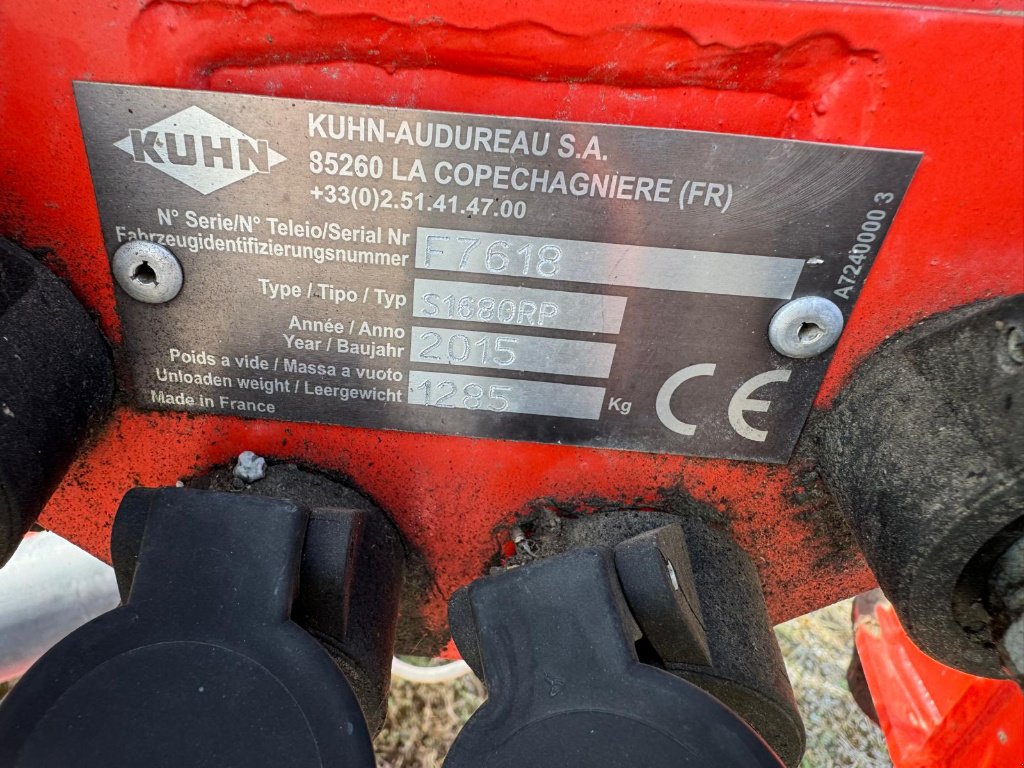 KUHN
KUHN-AUDUREAU S.A.
85260 LA COPECHAGNIERE (FR)
+33(0)2.51.41.47.00
N° Serie/N° Teleio/Serial Nr
Fahrzeugidentifizierungsnummer
F7618
Type / Tipo / Typ
S1680RP
Année / Anno
Year / Baujahr
2015
Poids a vide / Massa a vuoto
Unloaden weight / Leergewicht
1285
Kg
Made in France
CE
A7240000 3